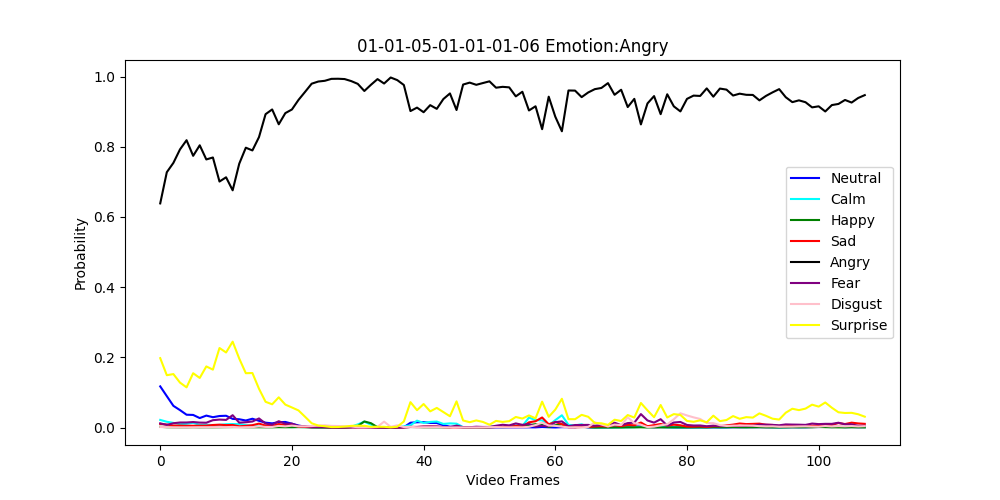 01-01-05-01-01-01-06 Emotion:Angry
1.0
0.8
0.6
0.4
0.2
0.0
Probability
Neutral
Calm
Happy
Sad
Angry
Fear
Disgust
Surprise
0 20 40 60 80 100
Video Frames